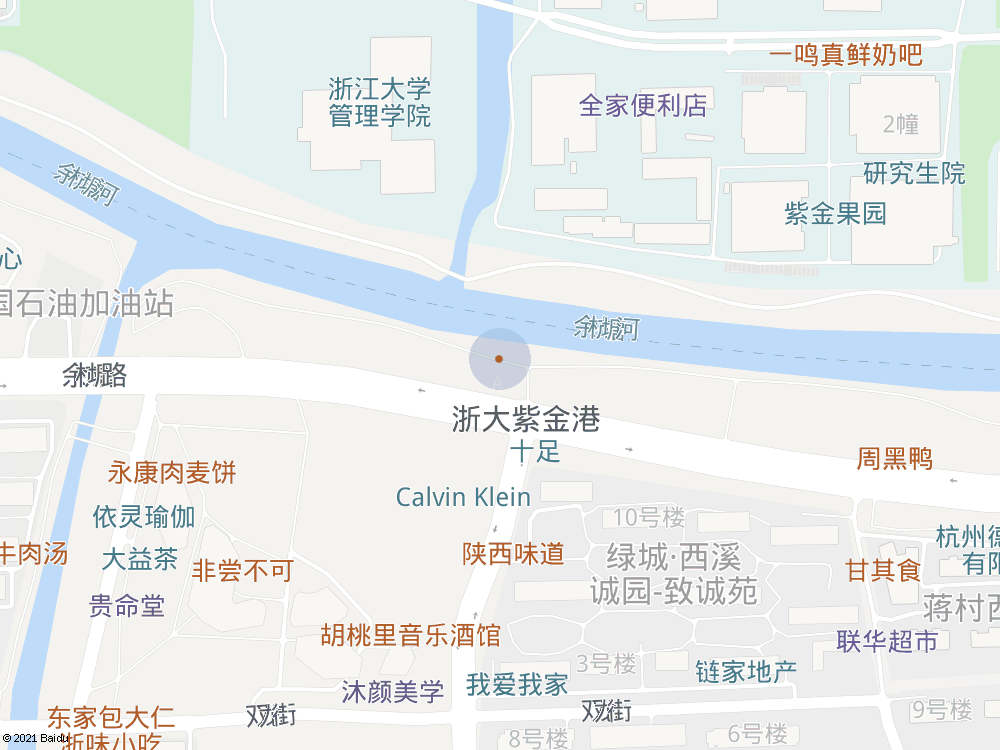 一鸣真鲜奶吧
浙江大学
管理学院
全家便利店
2幢
研究生院
余杭塘河
紫金果园
心
国石油加油站
余杭塘河
余杭塘路
浙大紫金港
十足
周黑鸭
永康肉麦饼
Calvin Klein
依灵瑜伽
10号楼
杭州德
有限
牛肉汤
大益茶
非尝不可
陕西味道
绿城·西溪
诚园-致诚苑
甘其食
贵命堂
蒋村西
胡桃里音乐酒馆
联华超市
3号楼
链家地产
沐颜美学
我爱我家
东家包大仁
双龙街
双龙街
9号楼
浙味小吃
8号楼
6号楼
© 2021 Baidu